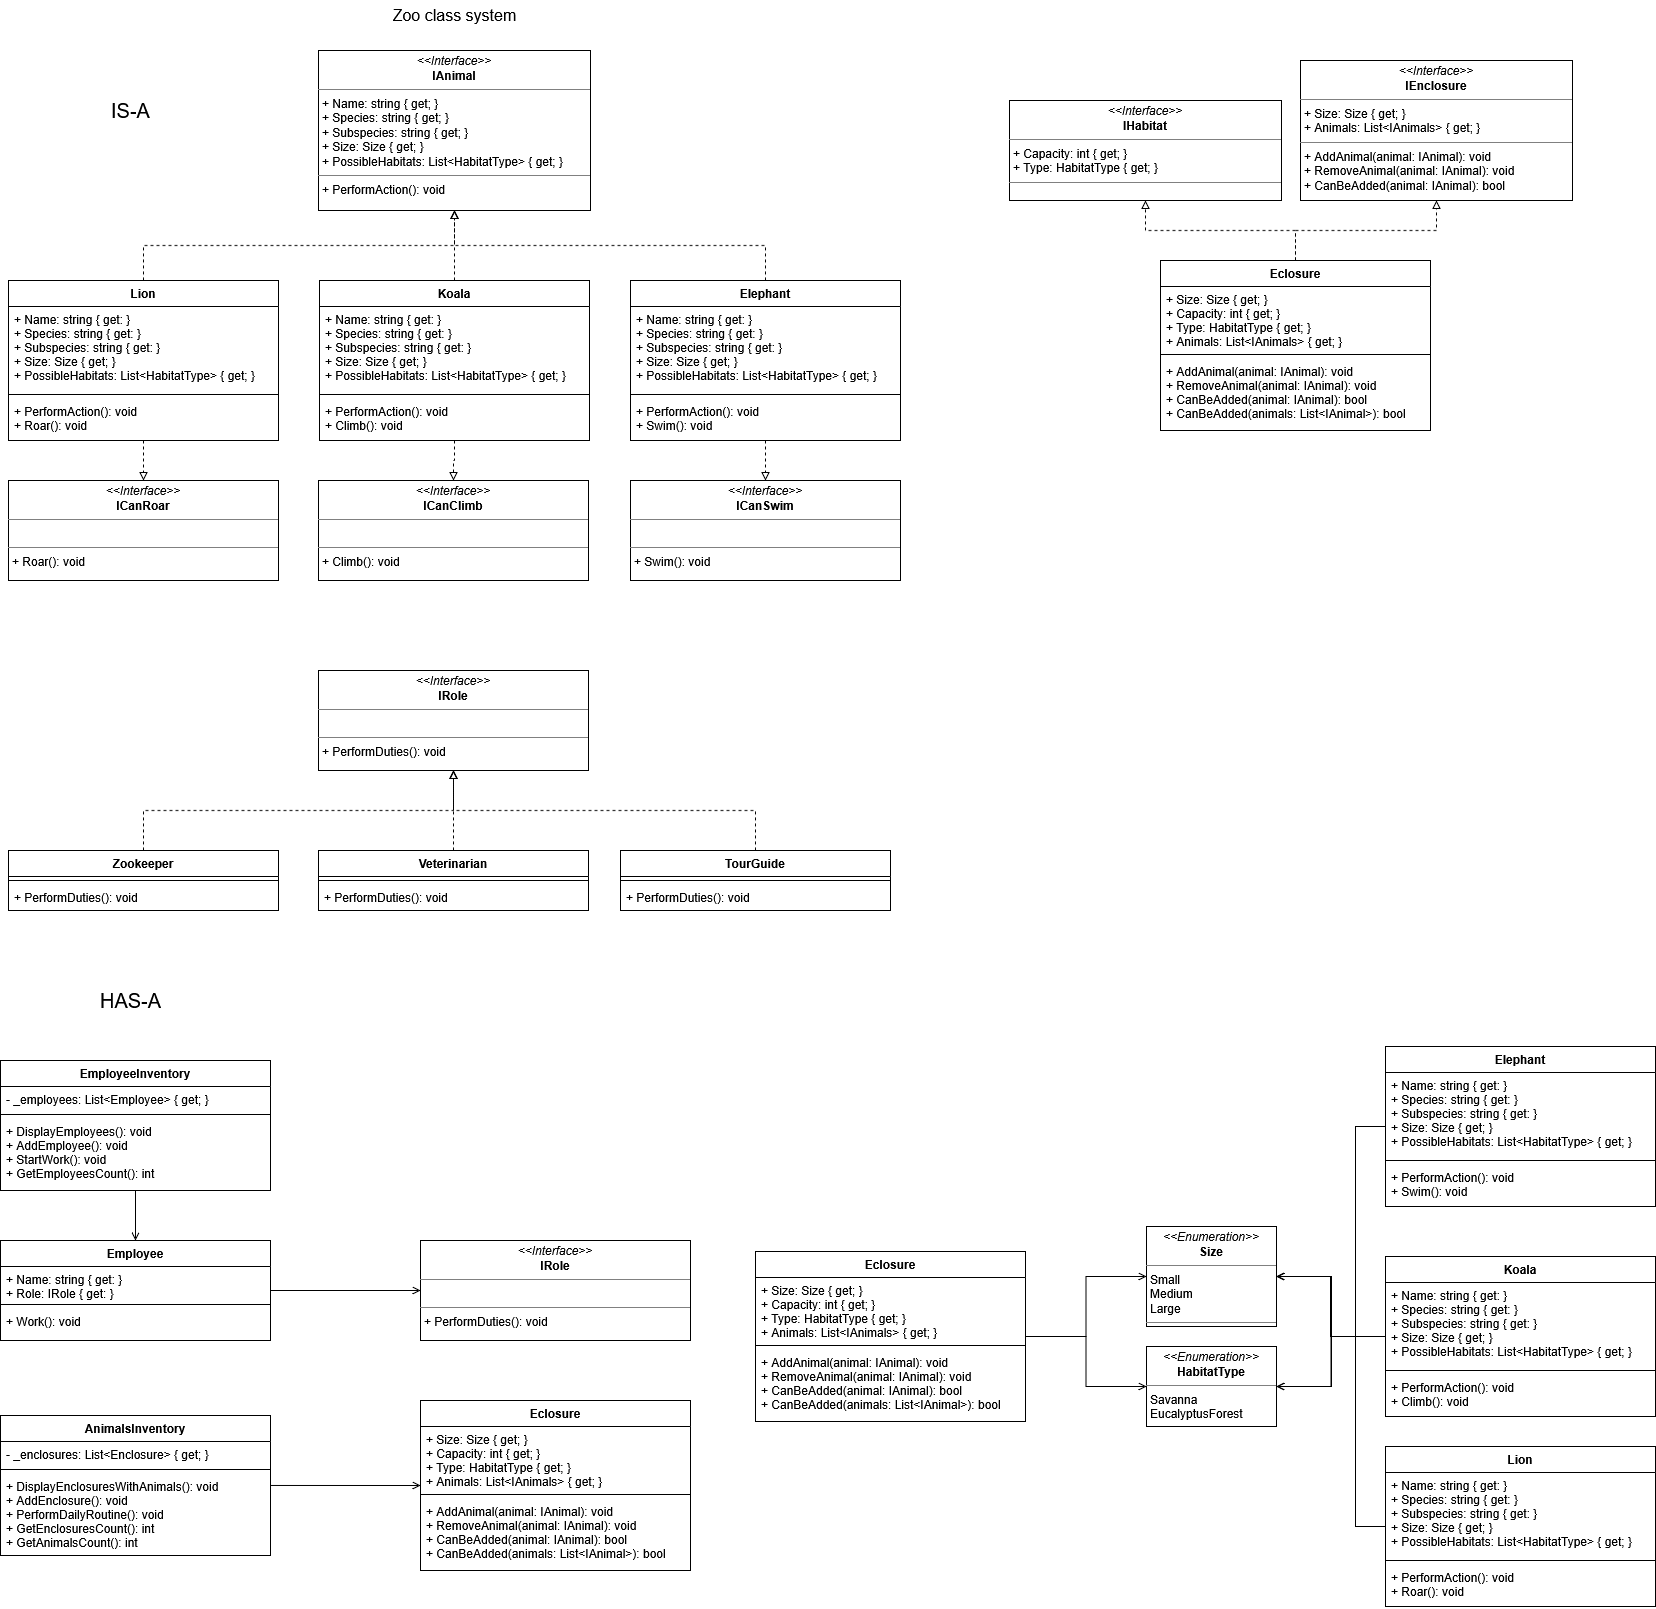 Zoo class system
IS-A
<<Interface>>
IAnimal
+ Name: string { get; }
+ Species: string { get; }
+ Subspecies: string { get; }
+ Size: Size { get; }
+ PossibleHabitats: List<HabitatType> { get; }
+ PerformAction(): void
<<Interface>>
IHabitat
+ Capacity: int { get; }
+ Type: HabitatType { get; }
<<Interface>>
IEnclosure
+ Size: Size { get; }
+ Animals: List<IAnimals> { get; }
+ AddAnimal(animal: IAnimal): void
+ RemoveAnimal(animal: IAnimal): void
+ CanBeAdded(animal: IAnimal): bool
Eclosure
+ Size: Size { get; }
+ Capacity: int { get; }
+ Type: HabitatType { get; }
+ Animals: List<IAnimals> { get; }
+ AddAnimal(animal: IAnimal): void
+ RemoveAnimal(animal: IAnimal): void
+ CanBeAdded(animal: IAnimal): bool
+ CanBeAdded(animals: List<IAnimal>): bool
Lion
+ Name: string { get: }
+ Species: string { get: }
+ Subspecies: string { get: }
+ Size: Size { get; }
+ PossibleHabitats: List<HabitatType> { get; }
+ PerformAction(): void
+ Roar(): void
Koala
+ Name: string { get: }
+ Species: string { get: }
+ Subspecies: string { get: }
+ Size: Size { get; }
+ PossibleHabitats: List<HabitatType> { get; }
+ PerformAction(): void
+ Climb(): void
Elephant
+ Name: string { get: }
+ Species: string { get: }
+ Subspecies: string { get: }
+ Size: Size { get; }
+ PossibleHabitats: List<HabitatType> { get; }
+ PerformAction(): void
+ Swim(): void
<<Interface>>
ICanRoar
+ Roar(): void
<<Interface>>
ICanClimb
+ Climb(): void
<<Interface>>
ICanSwim
+ Swim(): void
<<Interface>>
IRole
+ PerformDuties(): void
Zookeeper
+ PerformDuties(): void
Veterinarian
+ PerformDuties(): void
TourGuide
+ PerformDuties(): void
HAS-A
EmployeeInventory
- _employees: List<Employee> { get; }
+ DisplayEmployees(): void
+ AddEmployee(): void
+ StartWork(): void
+ GetEmployeesCount(): int
Employee
+ Name: string { get: }
+ Role: IRole { get: }
+ Work(): void
<<Interface>>
IRole
+ PerformDuties(): void
AnimalsInventory
- _enclosures: List<Enclosure> { get; }
+ DisplayEnclosuresWithAnimals(): void
+ AddEnclosure(): void
+ PerformDailyRoutine(): void
+ GetEnclosuresCount(): int
+ GetAnimalsCount(): int
Eclosure
+ Size: Size { get; }
+ Capacity: int { get; }
+ Type: HabitatType { get; }
+ Animals: List<IAnimals> { get; }
+ AddAnimal(animal: IAnimal): void
+ RemoveAnimal(animal: IAnimal): void
+ CanBeAdded(animal: IAnimal): bool
+ CanBeAdded(animals: List<IAnimal>): bool
Eclosure
+ Size: Size { get; }
+ Capacity: int { get; }
+ Type: HabitatType { get; }
+ Animals: List<IAnimals> { get; }
+ AddAnimal(animal: IAnimal): void
+ RemoveAnimal(animal: IAnimal): void
+ CanBeAdded(animal: IAnimal): bool
+ CanBeAdded(animals: List<IAnimal>): bool
<<Enumeration>>
Size
Small
Medium
Large
<<Enumeration>>
HabitatType
Savanna
EucalyptusForest
Elephant
+ Name: string { get: }
+ Species: string { get: }
+ Subspecies: string { get: }
+ Size: Size { get; }
+ PossibleHabitats: List<HabitatType> { get; }
+ PerformAction(): void
+ Swim(): void
Koala
+ Name: string { get: }
+ Species: string { get: }
+ Subspecies: string { get: }
+ Size: Size { get; }
+ PossibleHabitats: List<HabitatType> { get; }
+ PerformAction(): void
+ Climb(): void
Lion
+ Name: string { get: }
+ Species: string { get: }
+ Subspecies: string { get: }
+ Size: Size { get; }
+ PossibleHabitats: List<HabitatType> { get; }
+ PerformAction(): void
+ Roar(): void